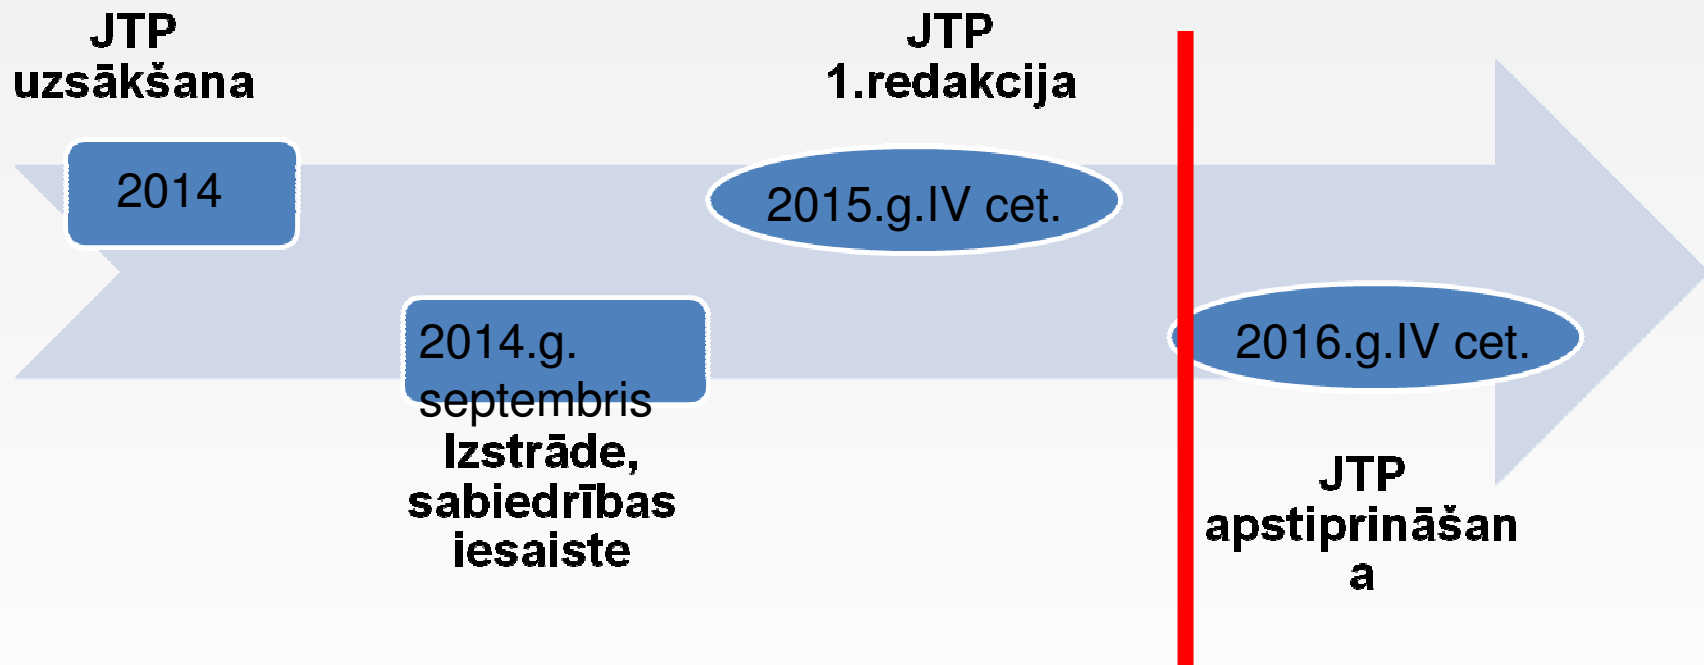 JTP
uzsākšana
2014
2014.g.
septembris
Izstrāde,
sabiedrības
iesaiste
JTP
1.redakcija
2015.g.IV cet.
2016.g.IV cet.
JTP
apstiprināšan
a